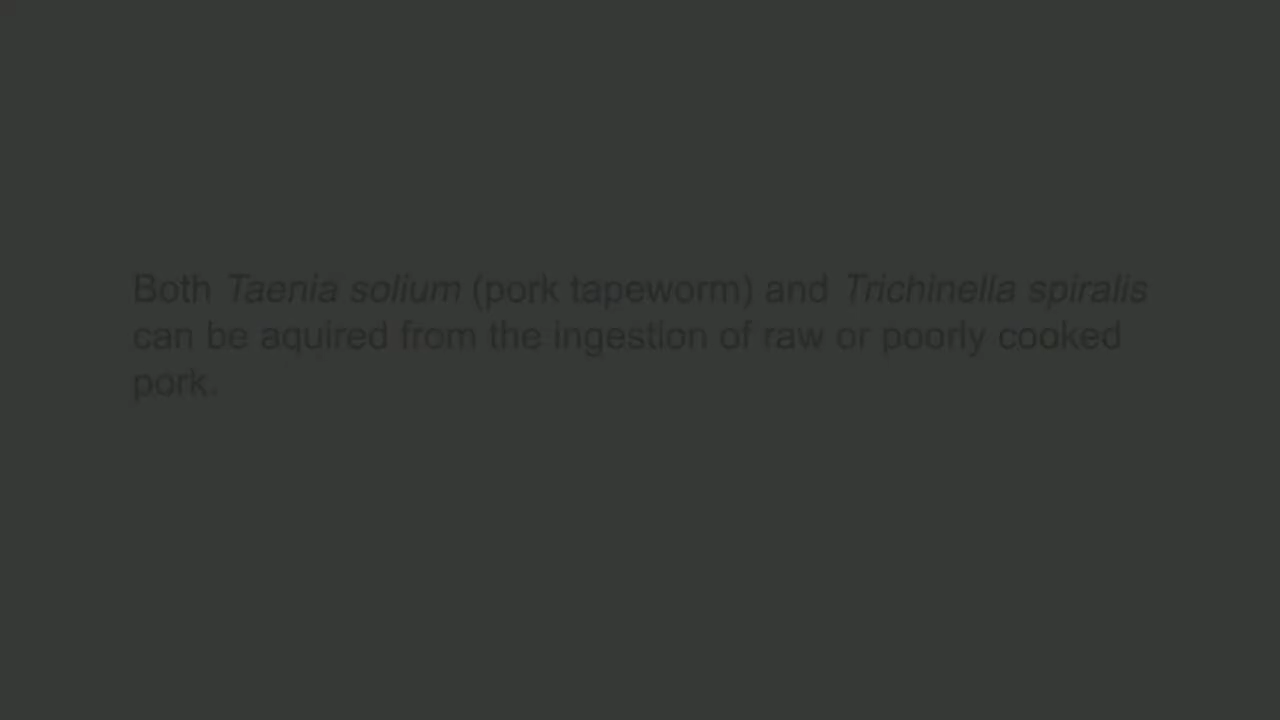 Both Taenia solium (pork tapeworm) and Trichinella spiralis
can be aquired from the ingestion of raw or poorly cooked
pork.